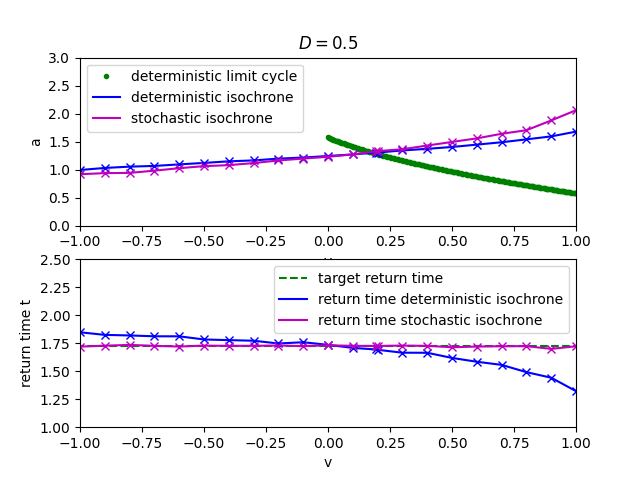 D = 0.5
3.0
2.5
2.0
1.5
1.0
0.5
0.0
a
deterministic limit cycle
deterministic isochrone
stochastic isochrone
−1.00 −0.75 −0.50 −0.25 0.00 0.25 0.50 0.75 1.00
2.50
2.25
2.00
1.75
1.50
1.25
1.00
return time t
target return time
return time deterministic isochrone
return time stochastic isochrone
−1.00 −0.75 −0.50 −0.25 0.00 0.25 0.50 0.75 1.00
v